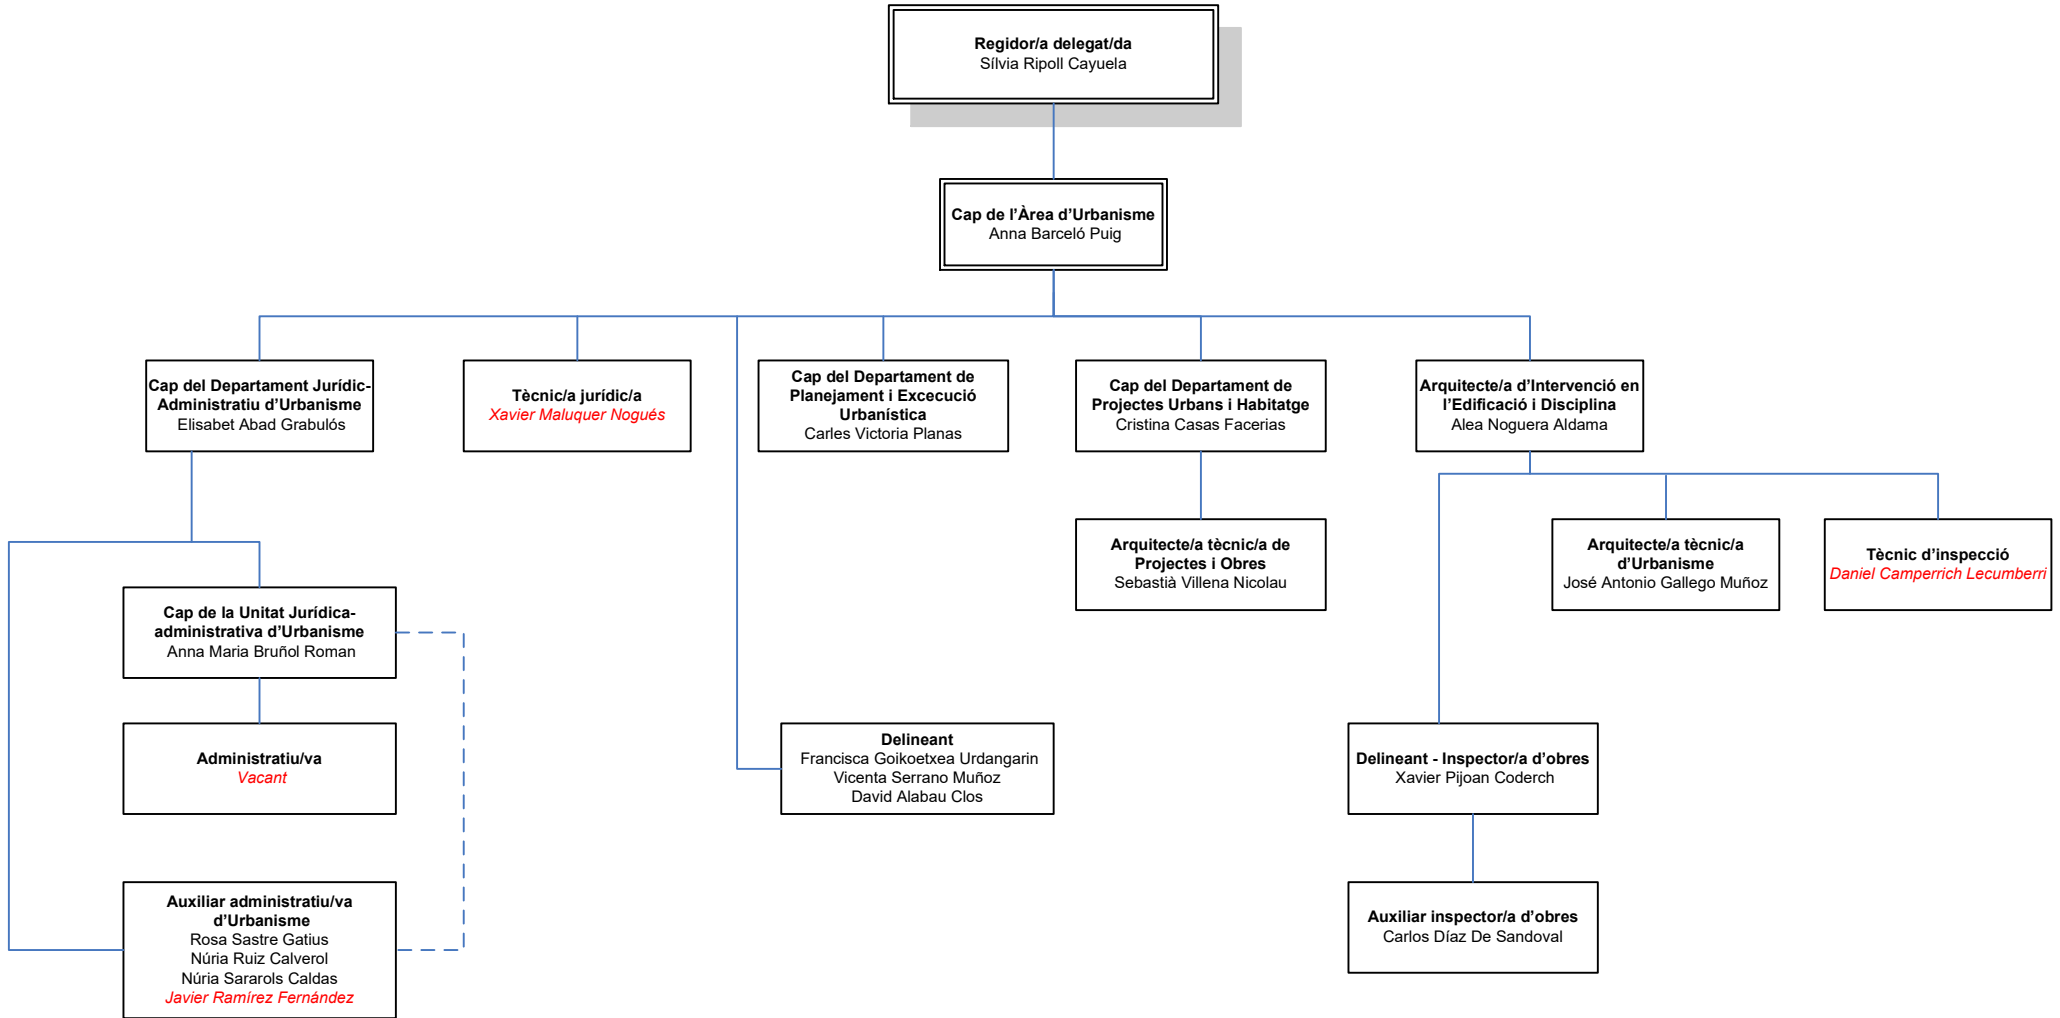 Regidor/a delegat/da
Sílvia Ripoll Cayuela
Cap de l’Àrea d’Urbanisme
Anna Barceló Puig
Cap del Departament Jurídic-
Administratiu d’Urbanisme
Elisabet Abad Grabulós
Tècnic/a jurídic/a
Xavier Maluquer Nogués
Cap del Departament de
Planejament i Excecució
Urbanística
Carles Victoria Planas
Cap del Departament de
Projectes Urbans i Habitatge
Cristina Casas Facerias
Arquitecte/a d’Intervenció en
l’Edificació i Disciplina
Alea Noguera Aldama
Arquitecte/a tècnic/a de
Projectes i Obres
Sebastià Villena Nicolau
Arquitecte/a tècnic/a
d’Urbanisme
José Antonio Gallego Muñoz
Tècnic d’inspecció
Daniel Camperrich Lecumberri
Cap de la Unitat Jurídica-
administrativa d’Urbanisme
Anna Maria Bruñol Roman
Administratiu/va
Vacant
Delineant
Francisca Goikoetxea Urdangarin
Vicenta Serrano Muñoz
David Alabau Clos
Delineant - Inspector/a d’obres
Xavier Pijoan Coderch
Auxiliar administratiu/va
d’Urbanisme
Rosa Sastre Gatius
Núria Ruiz Calverol
Núria Sararols Caldas
Javier Ramírez Fernández
Auxiliar inspector/a d’obres
Carlos Díaz De Sandoval